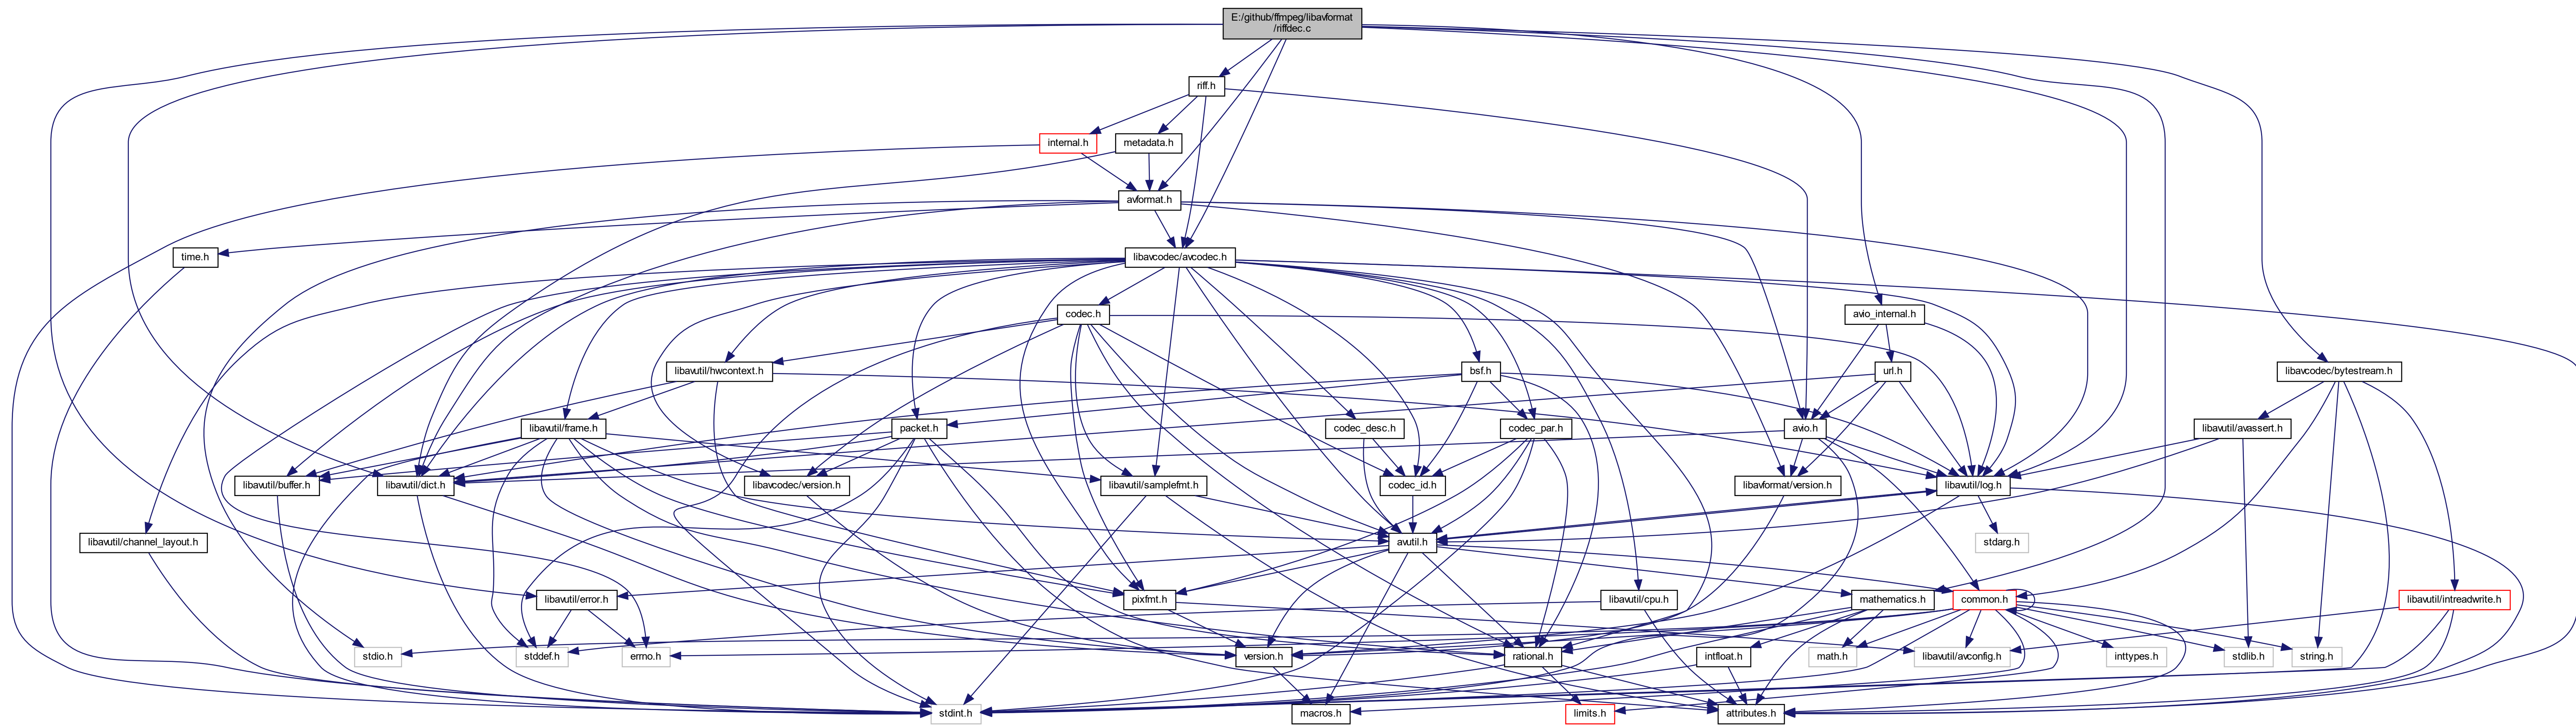 E:/github/ffmpeg/libavformat
/riffdec.c
riff.h
internal.h
metadata.h
avformat.h
time.h
libavcodec/avcodec.h
codec.h
avio_internal.h
libavutil/hwcontext.h
bsf.h
url.h
libavcodec/bytestream.h
libavutil/frame.h
packet.h
codec_desc.h
codec_par.h
avio.h
libavutil/avassert.h
libavutil/buffer.h
libavutil/dict.h
libavcodec/version.h
libavutil/samplefmt.h
codec_id.h
libavformat/version.h
libavutil/log.h
libavutil/channel_layout.h
avutil.h
stdarg.h
libavutil/error.h
pixfmt.h
libavutil/cpu.h
mathematics.h
common.h
libavutil/intreadwrite.h
stdio.h
stddef.h
errno.h
version.h
rational.h
intfloat.h
math.h
libavutil/avconfig.h
inttypes.h
stdlib.h
string.h
stdint.h
macros.h
limits.h
attributes.h